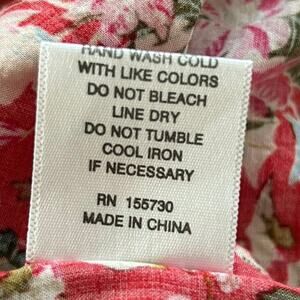 HAND WASH COLD
WITH LIKE COLORS
DO NOT BLEACH
LINE DRY
DO NOT TUMBLE
COOL IRON
IF NECESSARY
RN 155730
MADE IN CHINA